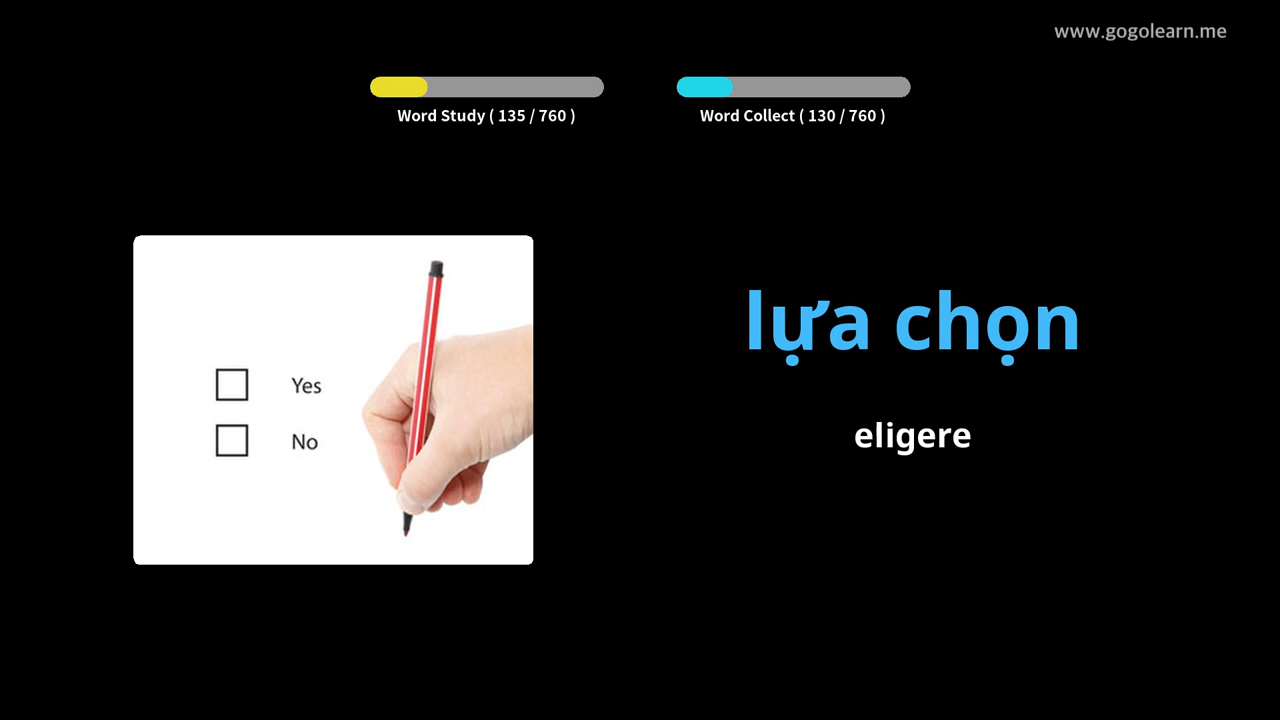 www.gogolearn.me
Word Study ( 135 / 760 )
Word Collect ( 130 / 760 )
Yes
No
lựa chọn
eligere